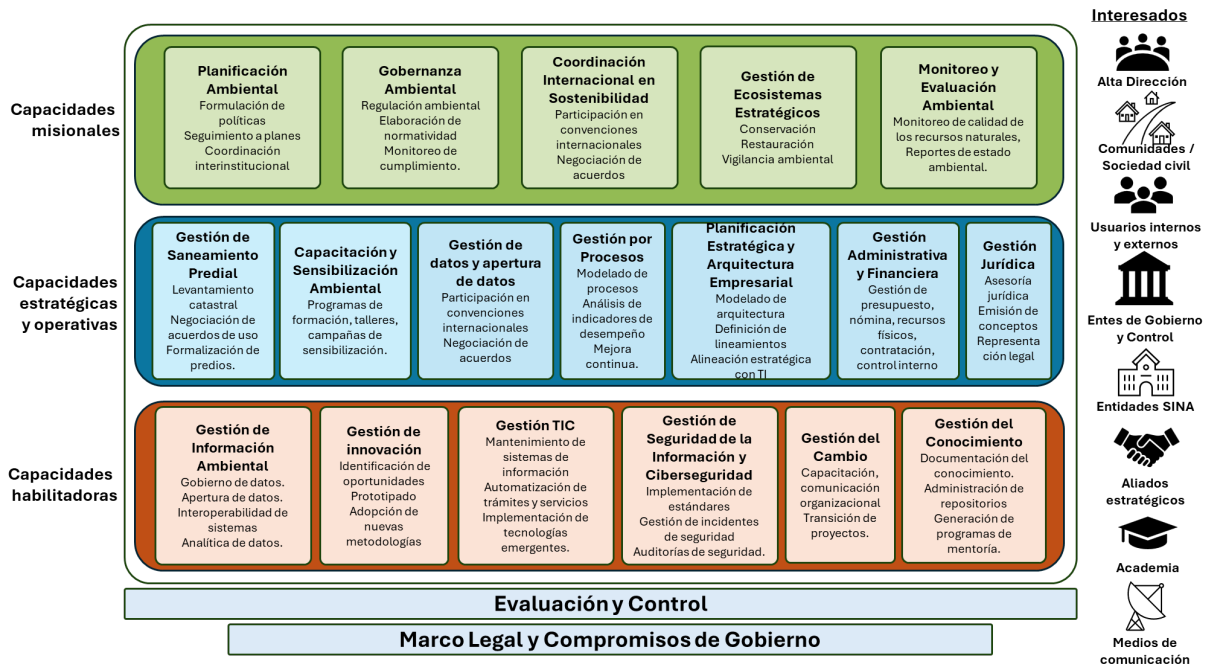 Capacidades
misionales
Planificación
Ambiental
Formulación de
políticas
Seguimiento a planes
Coordinación
interinstitucional
Gobernanza
Ambiental
Regulación ambiental
Elaboración de
normatividad
Monitoreo de
cumplimiento.
Coordinación
Internacional en
Sostenibilidad
Participación en
convenciones
internacionales
Negociación de
acuerdos
Gestión de
Ecosistemas
Estratégicos
Conservación
Restauración
Vigilancia ambiental
Monitoreo y
Evaluación
Ambiental
Monitoreo de calidad de
los recursos naturales,
Reportes de estado
ambiental.
Capacidades
estratégicas
y operativas
Gestión de
Saneamiento
Predial
Levantamiento
catastral
Negociación de
acuerdos de uso
Formalización de
predios.
Capacitación y
Sensibilización
Ambiental
Programas de
formación, talleres,
campañas de
sensibilización.
Gestión de
datos y apertura
de datos
Participación en
convenciones
internacionales
Negociación de
acuerdos
Gestión por
Procesos
Modelado de
procesos
Análisis de
indicadores de
desempeño
Mejora
continua.
Planificación
Estratégica y
Arquitectura
Empresarial
Modelado de
arquitectura
Definición de
lineamientos
Alineación estratégica
con TI
Gestión
Administrativa
y Financiera
Gestión de
presupuesto,
nómina, recursos
físicos,
contratación,
control interno
Gestión
Jurídica
Asesoría
jurídica
Emisión de
conceptos
Representa
ción legal
Capacidades
habilitadoras
Gestión de
Información
Ambiental
Gobierno de datos.
Apertura de datos.
Interoperabilidad de
sistemas
Analítica de datos.
Gestión de
innovación
Identificación de
oportunidades
Prototipado
Adopción de
nuevas
metodologías
Gestión TIC
Mantenimiento de
sistemas de
información
Automatización de
trámites y servicios
Implementación de
tecnologías
emergentes.
Gestión de
Seguridad de la
Información y
Ciberseguridad
Implementación de
estándares
Gestión de incidentes
de seguridad
Auditorías de seguridad.
Gestión del
Cambio
Capacitación,
comunicación
organizacional
Transición de
proyectos.
Gestión del
Conocimiento
Documentación del
conocimiento.
Administración de
repositorios
Generación de
programas de
mentoría.
Evaluación y Control
Marco Legal y Compromisos de Gobierno
Interesados
Alta Dirección
Comunidades /
Sociedad civil
Usuarios internos
y externos
Entes de Gobierno
y Control
Entidades SINA
Aliados
estratégicos
Academia
Medios de
comunicación